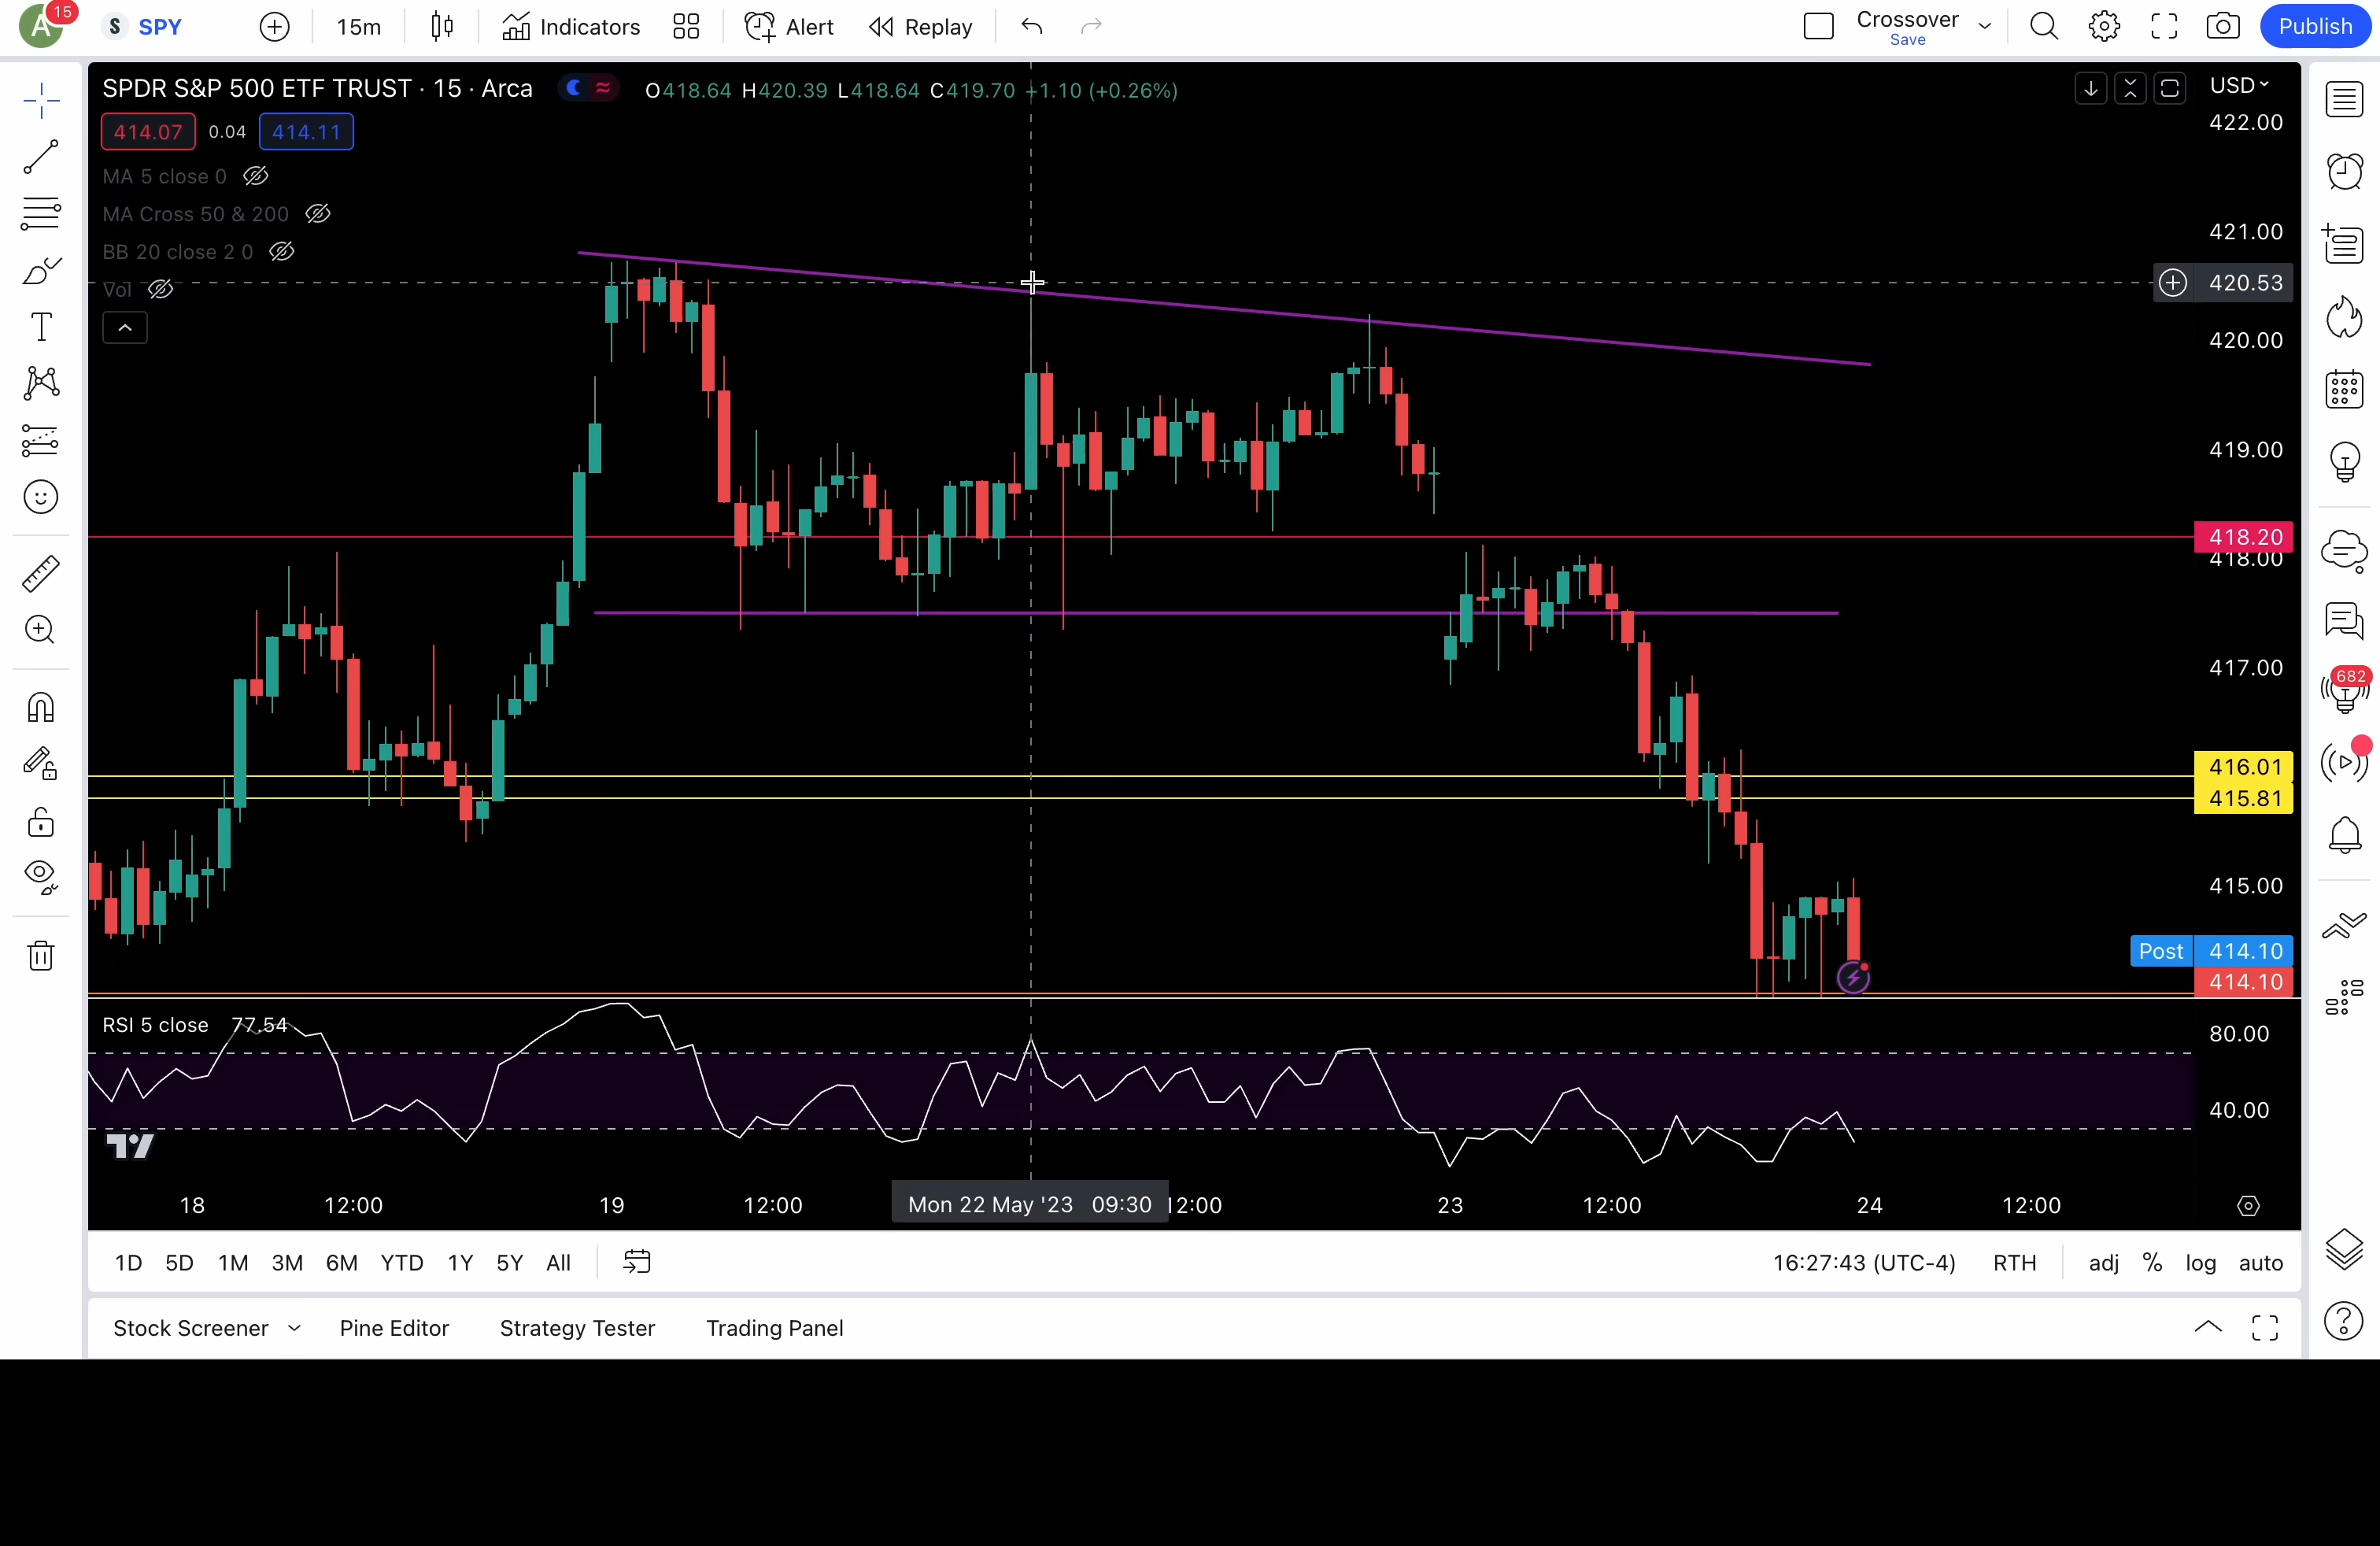 A 15 S SPY 15m Indicators Alert Replay Crossover Save Publish
SPDR S&P 500 ETF TRUST · 15 · Arca O418.64 H420.39 L418.64 C419.70 +1.10 (+0.26%) USD
414.07 0.04 414.11
422.00
MA 5 close 0
MA Cross 50 & 200
421.00
BB 20 close 2 0
Vol
420.53
420.00
419.00
418.20
418.00
417.00
682
416.01
415.81
415.00
Post 414.10
414.10
RSI 5 close 77.54
80.00
40.00
18 12:00 19 12:00 Mon 22 May '23 09:30 12:00 23 12:00 24 12:00
1D 5D 1M 3M 6M YTD 1Y 5Y All 16:27:43 (UTC-4) RTH adj % log auto
Stock Screener Pine Editor Strategy Tester Trading Panel